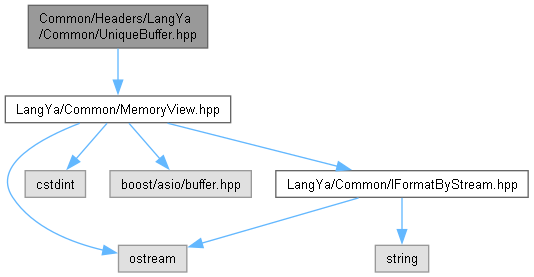 Common/Headers/LangYa
/Common/UniqueBuffer.hpp
LangYa/Common/MemoryView.hpp
cstdint
boost/asio/buffer.hpp
LangYa/Common/IFormatByStream.hpp
ostream
string